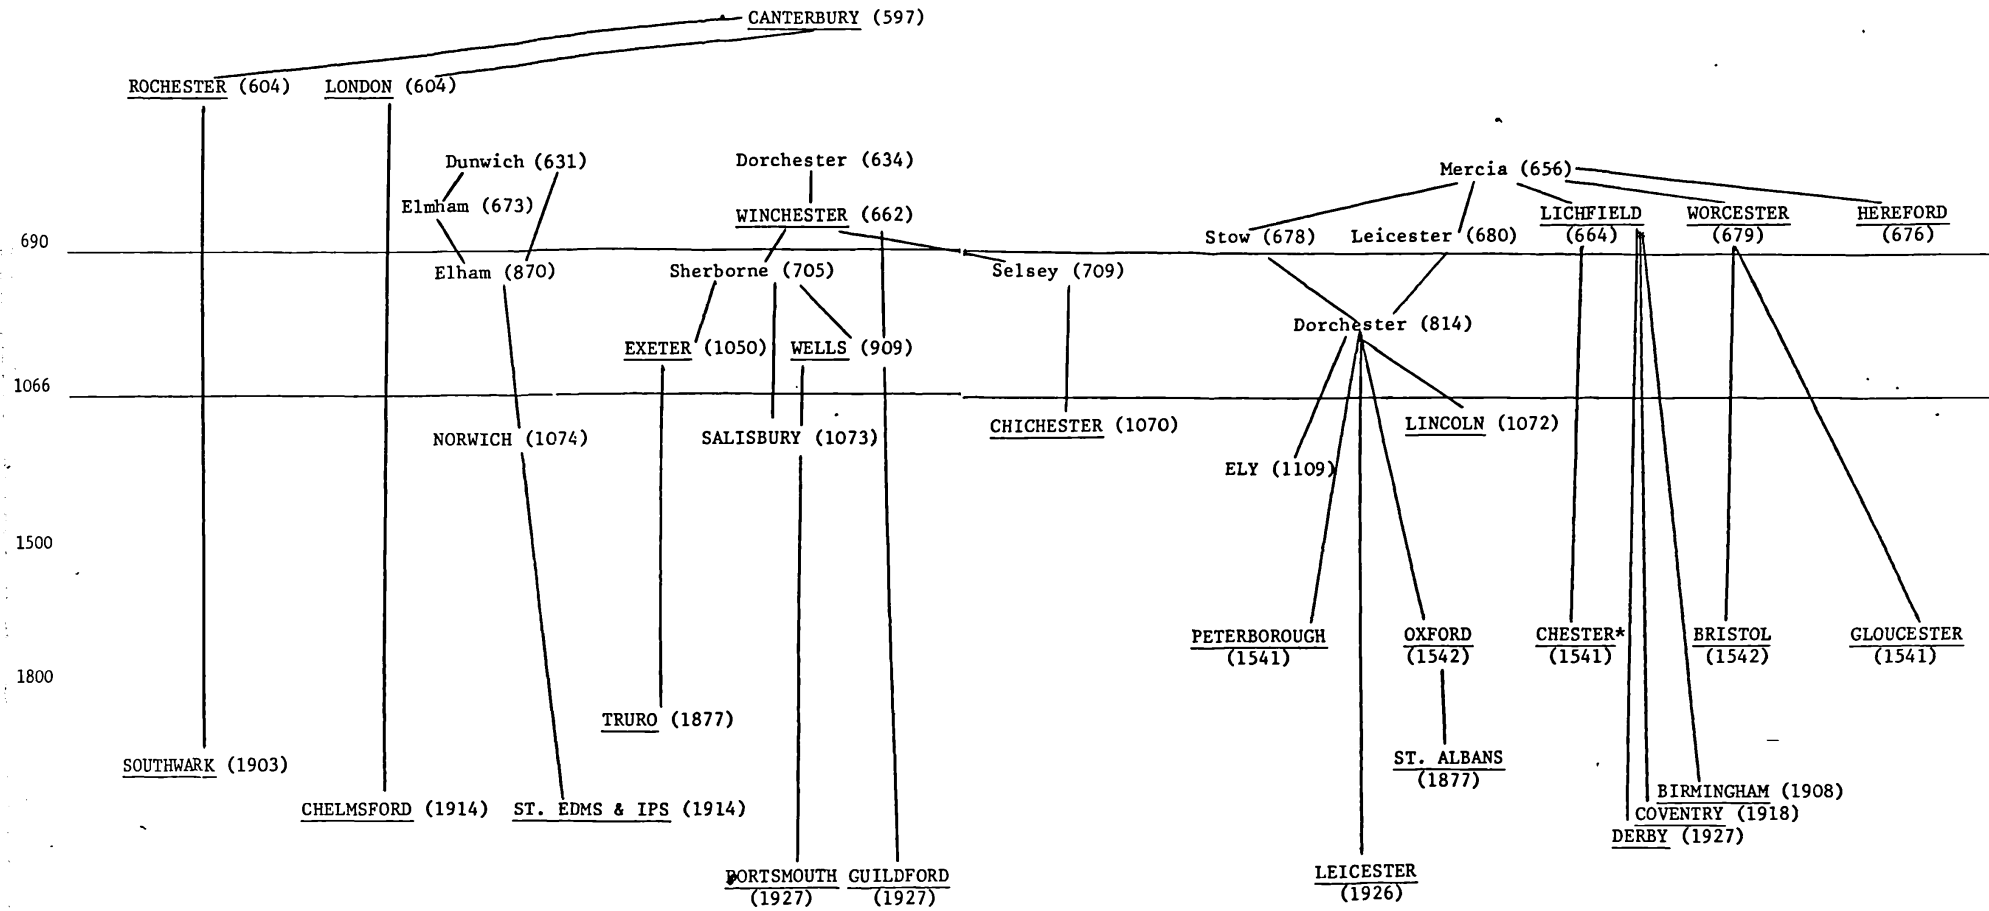 CANTERBURY (597)
ROCHESTER (604) LONDON (604)
Dunwich (631) Dorchester (634) Mercia (656)
Elmham (673) WINCHESTER (662) LICHFIELD WORCESTER HEREFORD
690 Stow (678) Leicester (680) (664) (679) (676)
Elham (870) Sherborne (705) Selsey (709)
Dorchester (814)
EXETER (1050) WELLS (909)
1066
NORWICH (1074) SALISBURY (1073) CHICHESTER (1070) LINCOLN (1072)
ELY (1109)
1500
PETERBOROUGH OXFORD CHESTER* BRISTOL GLOUCESTER
(1541) (1542) (1541) (1542) (1541)
1800
TRURO (1877)
SOUTHWARK (1903) ST. ALBANS
(1877)
BIRMINGHAM (1908)
CHELMSFORD (1914) ST. EDMS & IPS (1914) COVENTRY (1918)
DERBY (1927)
PORTSMOUTH GUILDFORD LEICESTER
(1927) (1927) (1926)